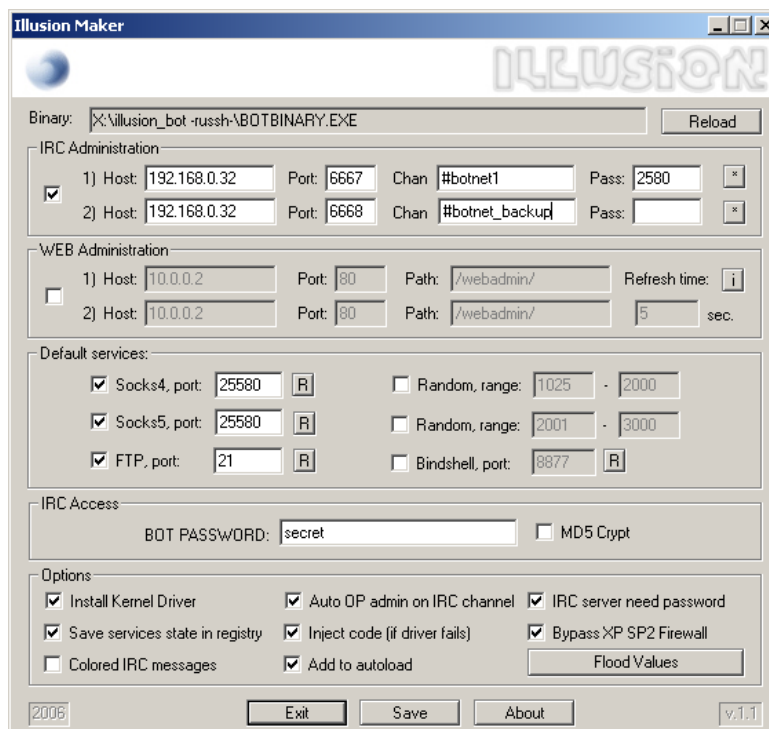 Illusion Maker
ILLUSION
Binary: X:\illusion_bot -russh-\BOTBINARY.EXE Reload
IRC Administration
1) Host: 192.168.0.32 Port: 6667 Chan #botnet1 Pass: 2580 *
2) Host: 192.168.0.32 Port: 6668 Chan #botnet_backup Pass: *
WEB Administration
1) Host: 10.0.0.2 Port: 80 Path: /webadmin/ Refresh time: i
2) Host: 10.0.0.2 Port: 80 Path: /webadmin/ 5 sec.
Default services:
Socks4, port: 25580 R Random, range: 1025 - 2000
Socks5, port: 25580 R Random, range: 2001 - 3000
FTP, port: 21 R Bindshell, port: 8877 R
IRC Access
BOT PASSWORD: secret MD5 Crypt
Options
Install Kernel Driver Auto OP admin on IRC channel IRC server need password
Save services state in registry Inject code (if driver fails) Bypass XP SP2 Firewall
Colored IRC messages Add to autoload Flood Values
2006 Exit Save About v.1.1